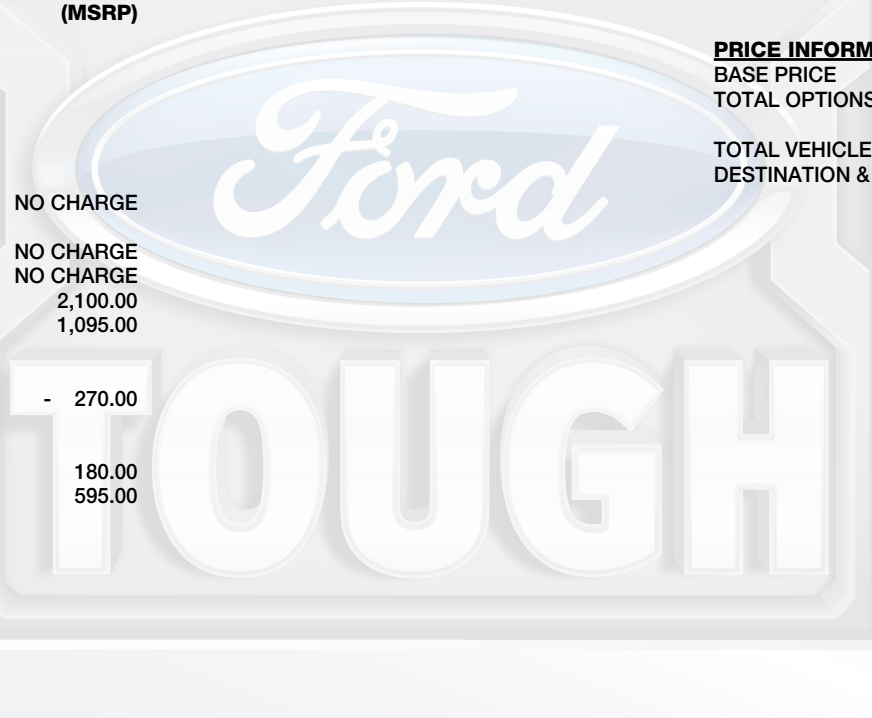 (MSRP)
NO CHARGE
NO CHARGE
NO CHARGE
2,100.00
1,095.00
- 270.00
180.00
595.00
PRICE INFORM
BASE PRICE
TOTAL OPTIONS
TOTAL VEHICLE
DESTINATION &
Ford
TOUGH